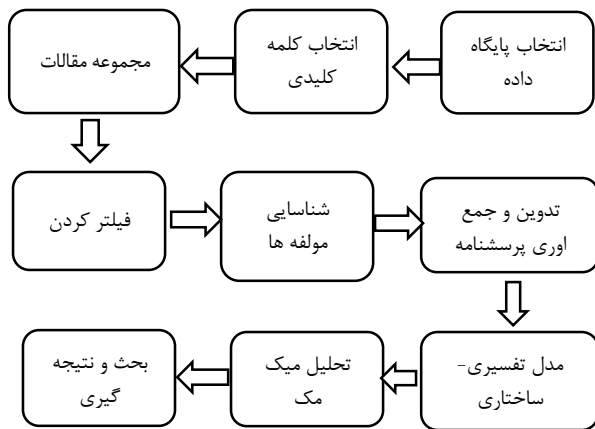 انتخاب پایگاه
داده
انتخاب کلمه
کلیدی
مجموعه مقالات
فیلتر کردن
شناسایی
مولفه ها
تدوین و جمع
اوری پرسشنامه
مدل تفسیری-
ساختاری
تحلیل میک
مک
بحث و نتیجه
گیری